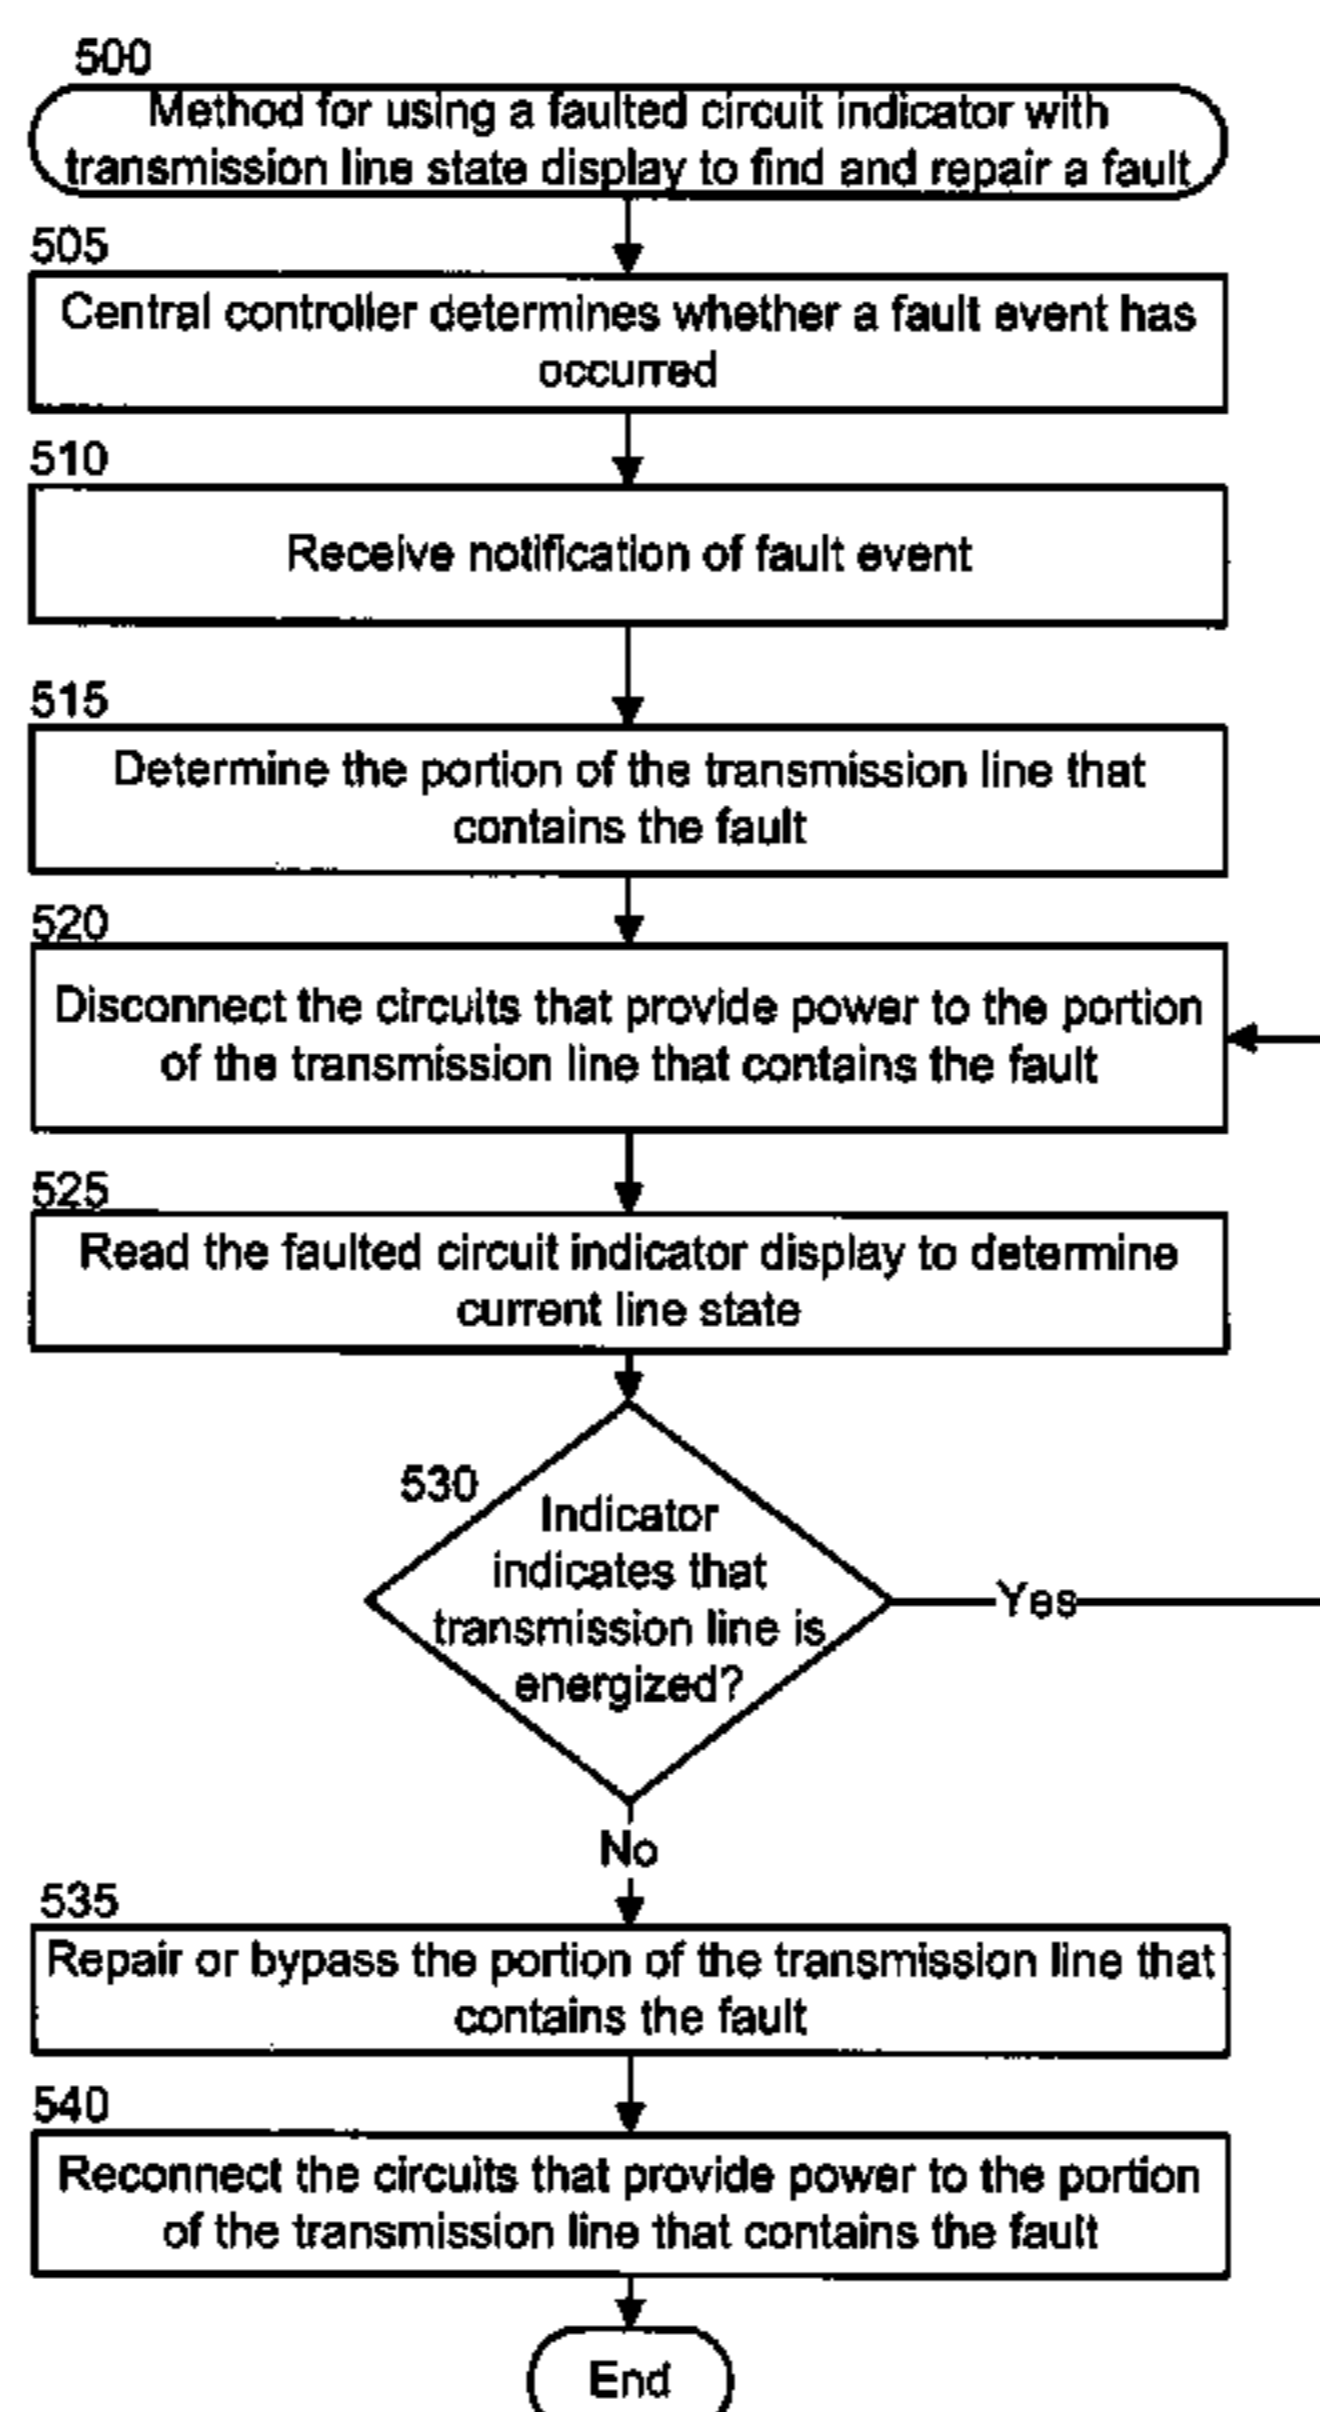 500
Method for using a faulted circuit indicator with
transmission line state display to find and repair a fault
505
Central controller determines whether a fault event has
occurred
510
Receive notification of fault event
515
Determine the portion of the transmission line that
contains the fault
520
Disconnect the circuits that provide power to the portion
of the transmission line that contains the fault
525
Read the faulted circuit indicator display to determine
current line state
530
Indicator
indicates that
transmission line is
energized?
Yes
No
535
Repair or bypass the portion of the transmission line that
contains the fault
540
Reconnect the circuits that provide power to the portion
of the transmission line that contains the fault
End